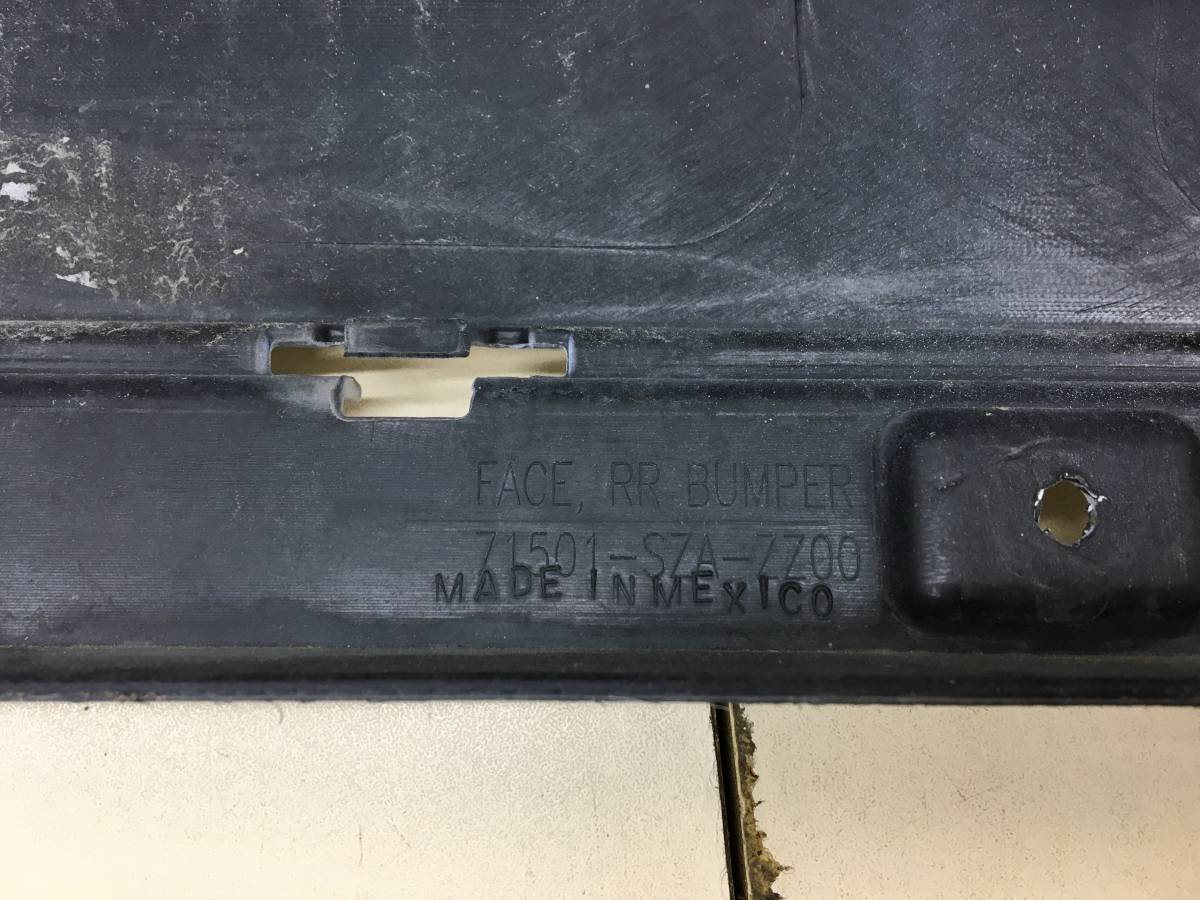 FACE, RR BUMPER
71501-SZA-ZZ00
MADE IN MEXICO